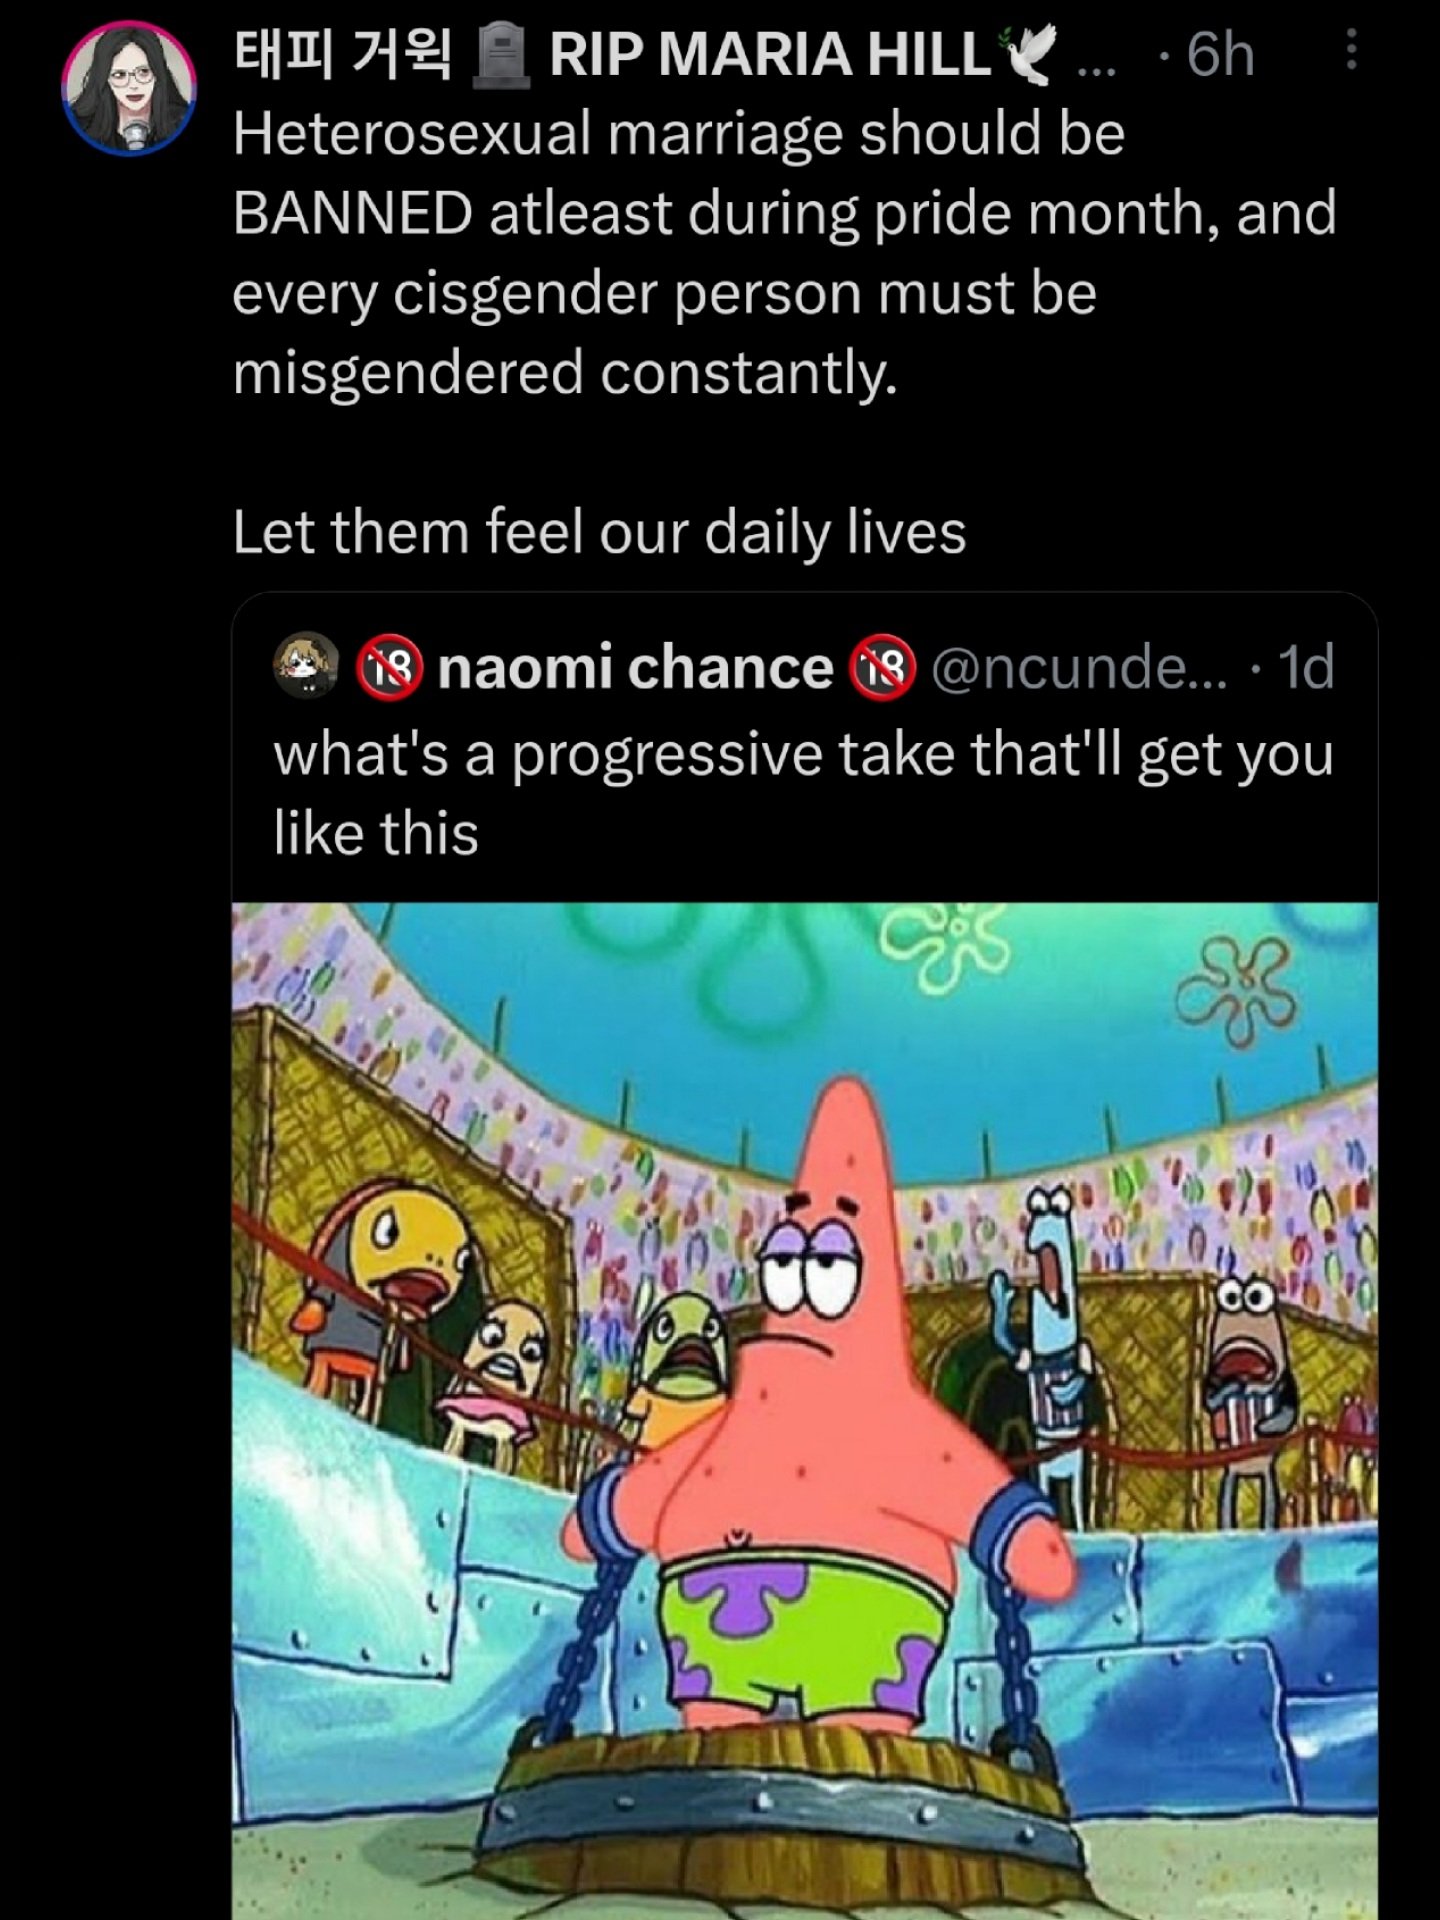 태피 거윅 🪦 RIP MARIA HILL🕊️ ... · 6h
Heterosexual marriage should be
BANNED atleast during pride month, and
every cisgender person must be
misgendered constantly.
Let them feel our daily lives
🔞 naomi chance 🔞 @ncunde... · 1d
what's a progressive take that'll get you
like this